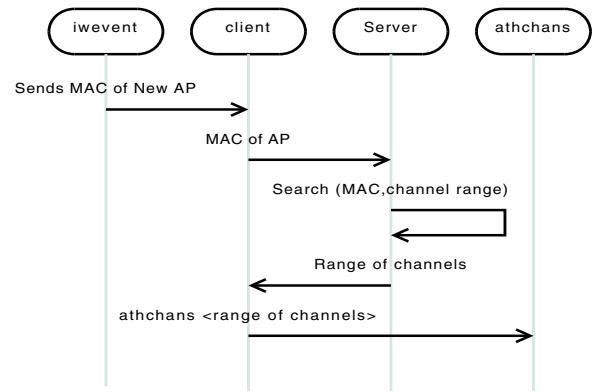 iwevent
client
Server
athchans
Sends MAC of New AP
MAC of AP
Search (MAC,channel range)
Range of channels
athchans <range of channels>